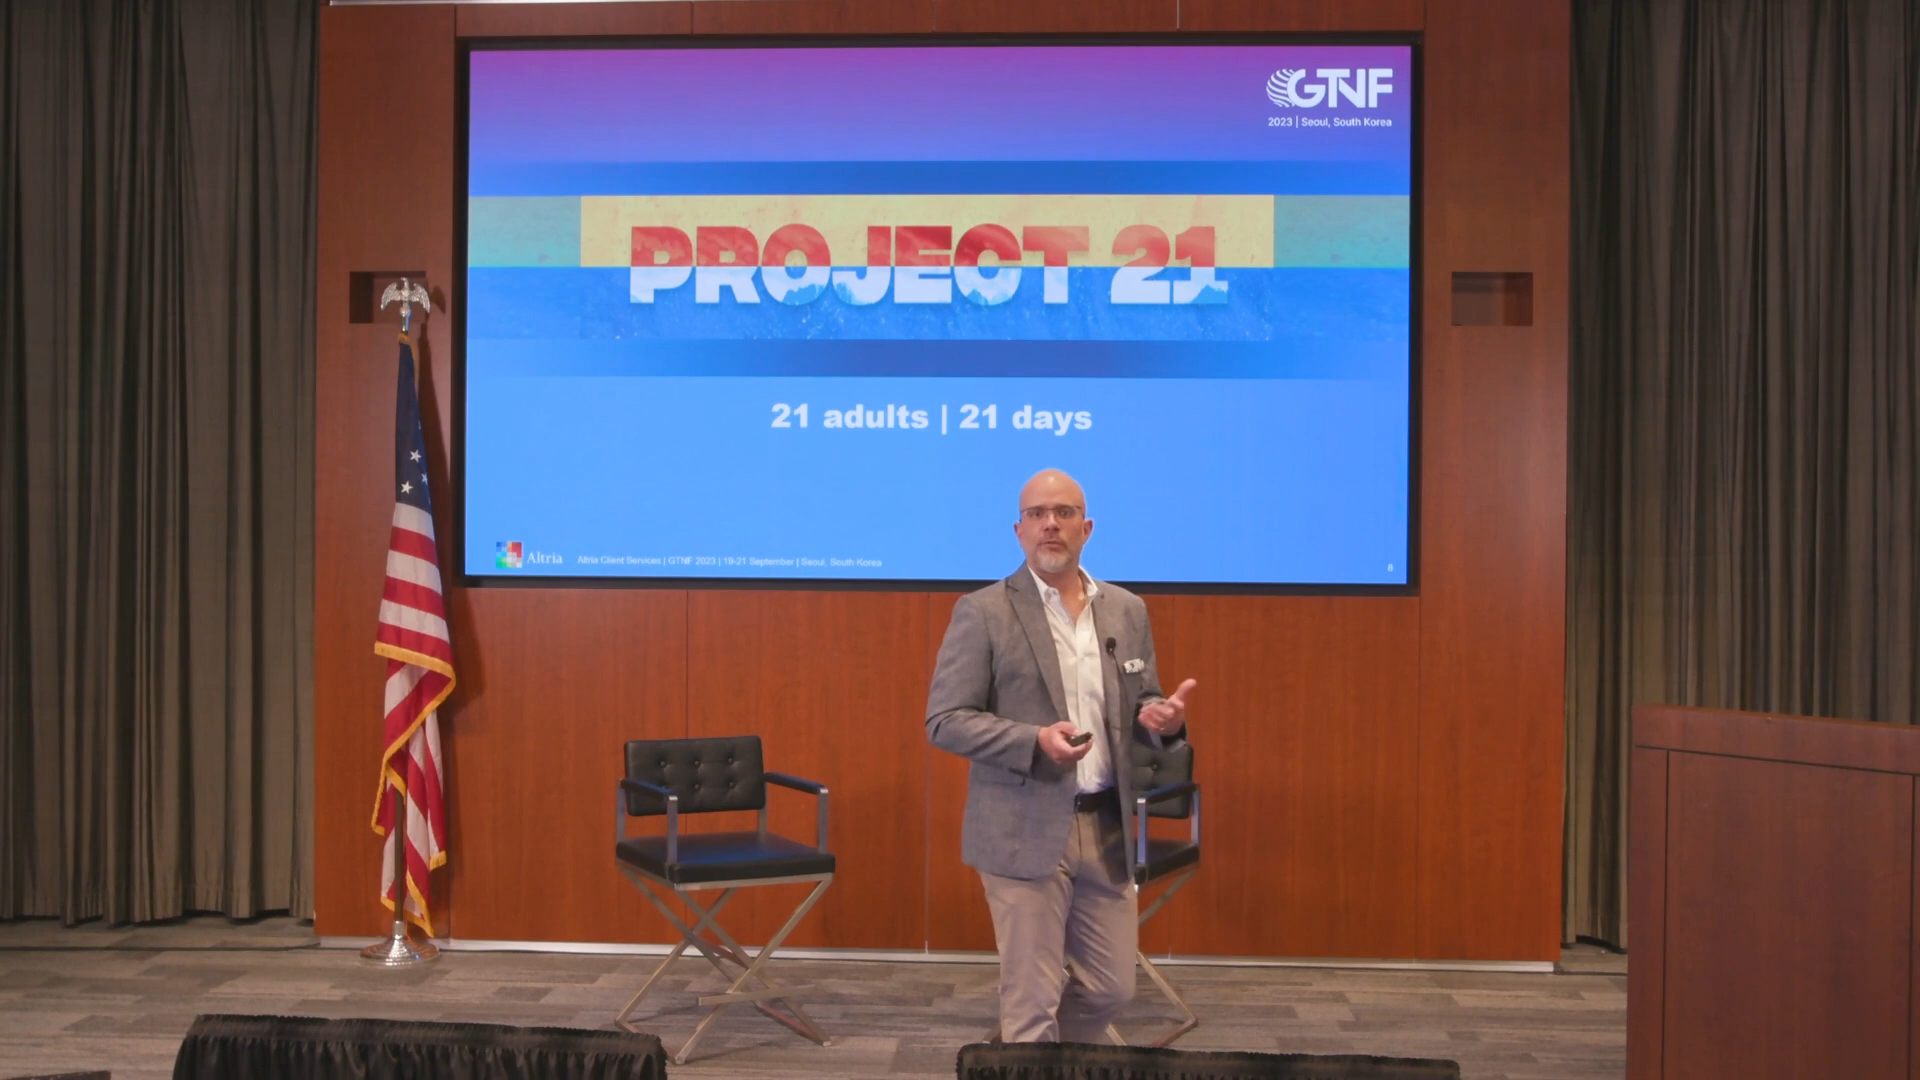 GTNF
2023 | Seoul, South Korea
PROJECT 21
21 adults | 21 days
Altria
Altria Client Services | GTNF 2023 | 19-21 September | Seoul, South Korea
8